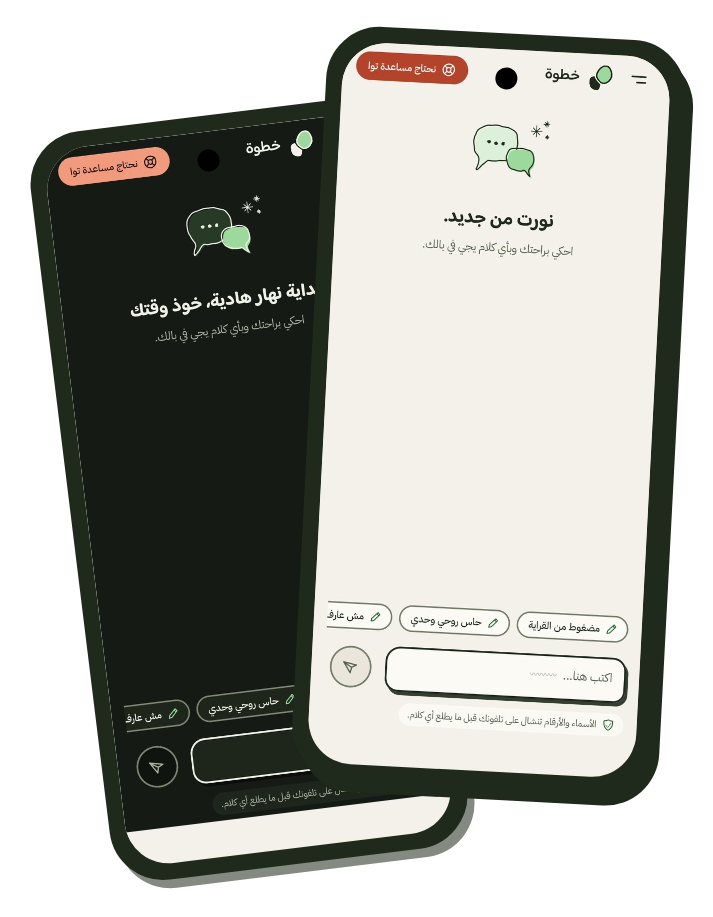 خطوة
نحتاج مساعدة توا
نورت من جديد.
احكي براحتك وبأي كلام يجي في بالك.
مضغوط من القراية
حاس روحي وحدي
مش عارف
اكتب هنا...
الأسماء والأرقام تنشال على تلفونك قبل ما يطلع أي كلام.
خطوة
نحتاج مساعدة توا
داية نهار هادية، خوذ وقتك
احكي براحتك وبأي كلام يجي في بالك.
حاس روحي وحدي
مش عارف
على تلفونك قبل ما يطلع أي كلام.